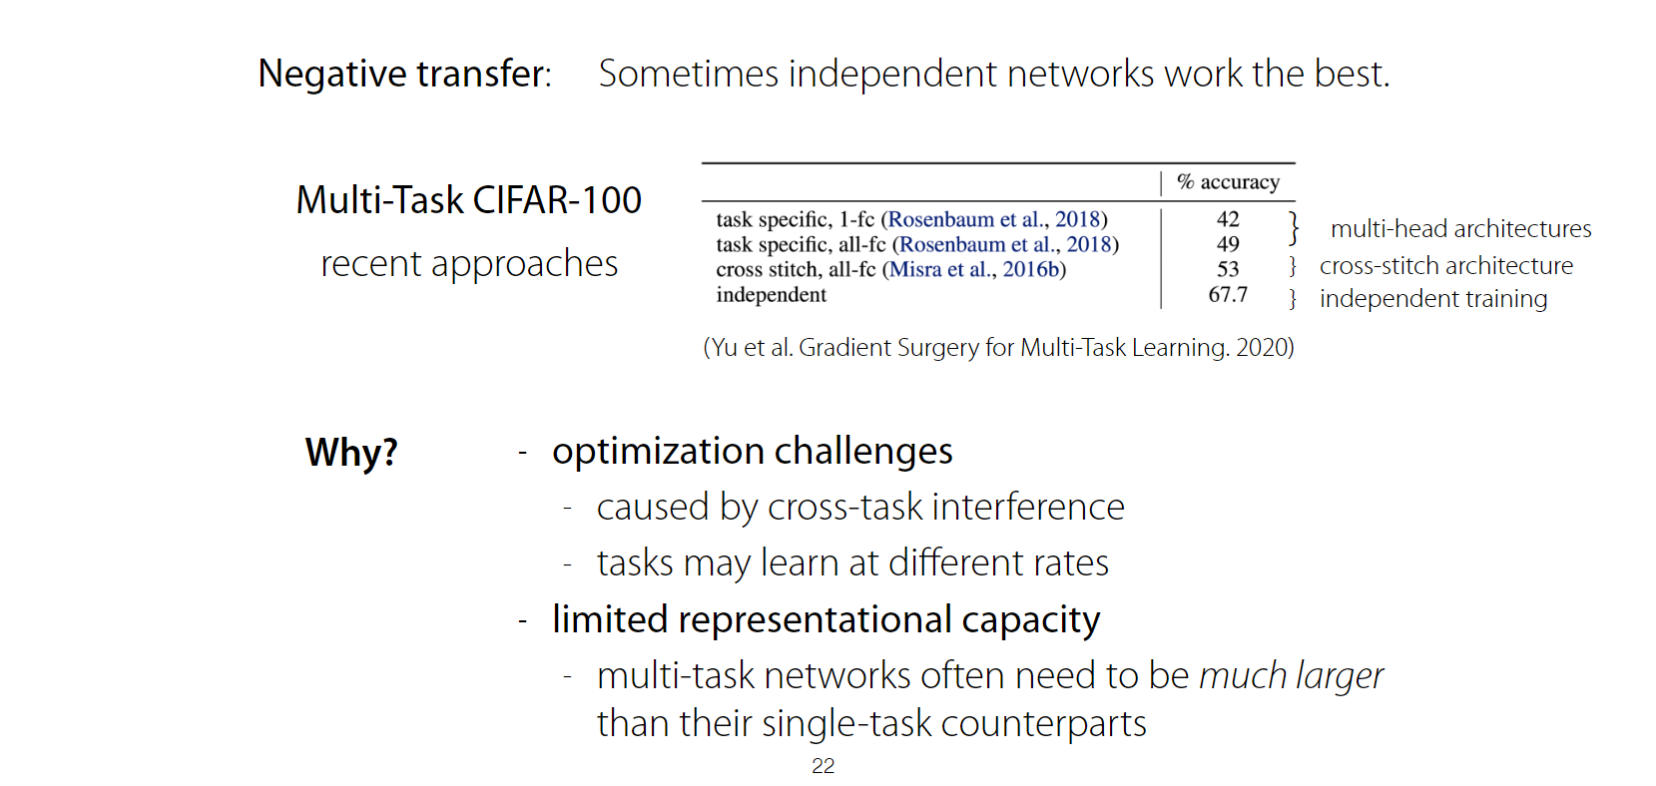 Negative transfer: Sometimes independent networks work the best.
Multi-Task CIFAR-100
recent approaches
% accuracy
task specific, 1-fc (Rosenbaum et al., 2018) 42
task specific, all-fc (Rosenbaum et al., 2018) 49
cross stitch, all-fc (Misra et al., 2016b) 53
independent 67.7
} multi-head architectures
} cross-stitch architecture
} independent training
(Yu et al. Gradient Surgery for Multi-Task Learning. 2020)
Why?
- optimization challenges
- caused by cross-task interference
- tasks may learn at different rates
- limited representational capacity
- multi-task networks often need to be much larger
than their single-task counterparts
22